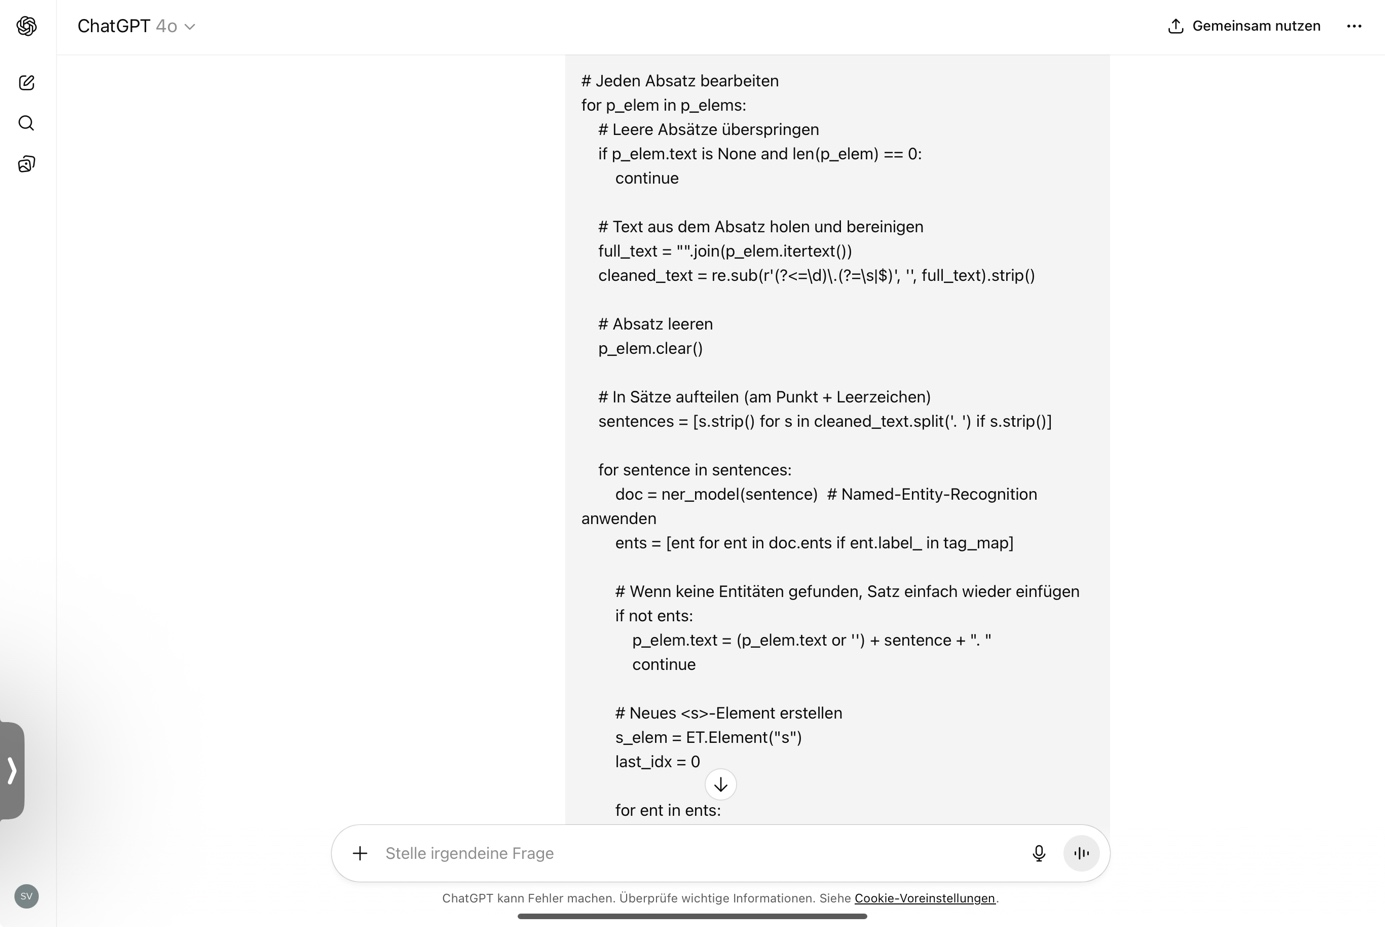 ChatGPT 4o
Gemeinsam nutzen
# Jeden Absatz bearbeiten
for p_elem in p_elems:
# Leere Absätze überspringen
if p_elem.text is None and len(p_elem) == 0:
continue
# Text aus dem Absatz holen und bereinigen
full_text = "".join(p_elem.itertext())
cleaned_text = re.sub(r'(?<=\d)\.(?=\s|$)', '', full_text).strip()
# Absatz leeren
p_elem.clear()
# In Sätze aufteilen (am Punkt + Leerzeichen)
sentences = [s.strip() for s in cleaned_text.split('. ') if s.strip()]
for sentence in sentences:
doc = ner_model(sentence)  # Named-Entity-Recognition
anwenden
ents = [ent for ent in doc.ents if ent.label_ in tag_map]
# Wenn keine Entitäten gefunden, Satz einfach wieder einfügen
if not ents:
p_elem.text = (p_elem.text or '') + sentence + ". "
continue
# Neues <s>-Element erstellen
s_elem = ET.Element("s")
last_idx = 0
for ent in ents:
Stelle irgendeine Frage
SV
ChatGPT kann Fehler machen. Überprüfe wichtige Informationen. Siehe Cookie-Voreinstellungen.